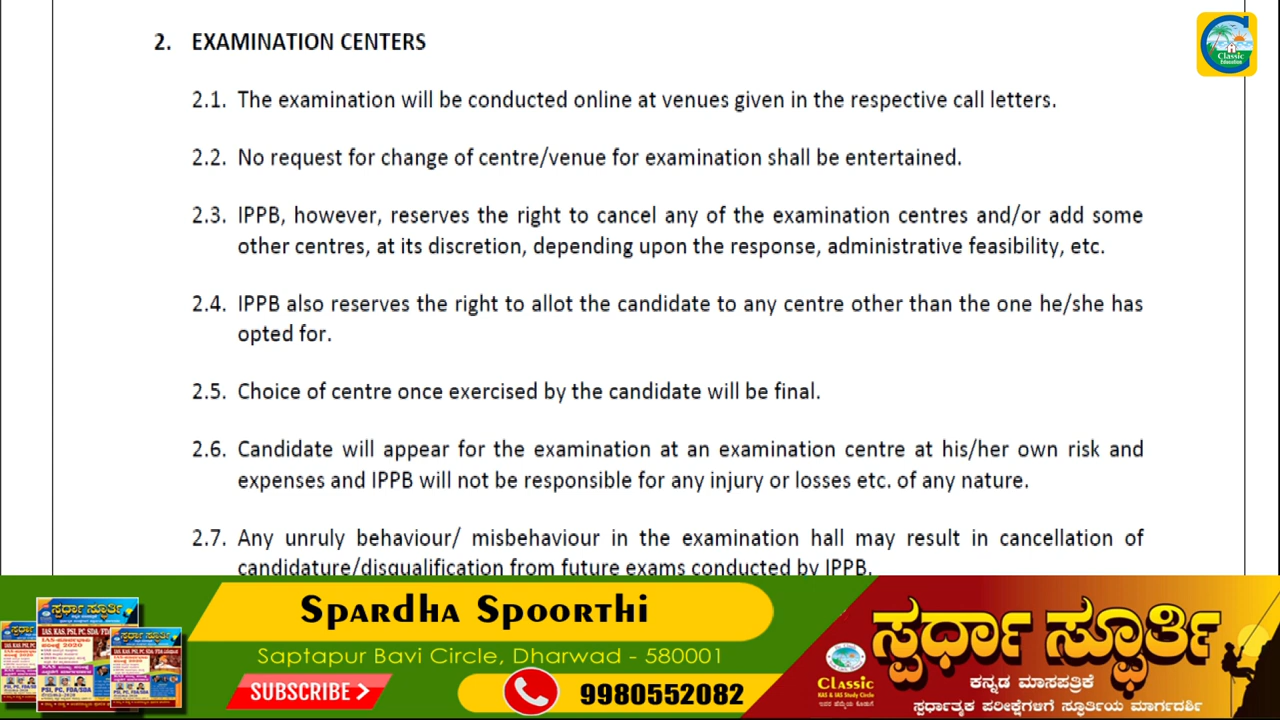 2. EXAMINATION CENTERS
Classic
Education
2.1. The examination will be conducted online at venues given in the respective call letters.
2.2. No request for change of centre/venue for examination shall be entertained.
2.3. IPPB, however, reserves the right to cancel any of the examination centres and/or add some
other centres, at its discretion, depending upon the response, administrative feasibility, etc.
2.4. IPPB also reserves the right to allot the candidate to any centre other than the one he/she has
opted for.
2.5. Choice of centre once exercised by the candidate will be final.
2.6. Candidate will appear for the examination at an examination centre at his/her own risk and
expenses and IPPB will not be responsible for any injury or losses etc. of any nature.
2.7. Any unruly behaviour/ misbehaviour in the examination hall may result in cancellation of
candidature/disqualification from future exams conducted by IPPB.
ಸ್ಪರ್ಧಾ ಸ್ಫೂರ್ತಿ
Spardha Spoorthi
Saptapur Bavi Circle, Dharwad - 580001
SUBSCRIBE >
9980552082
ಸ್ಪರ್ಧಾ ಸ್ಫೂರ್ತಿ
Classic
NAS & IAS Study Circle
ಕನ್ನಡ ಮಾಸಪತ್ರಿಕೆ
ಸ್ಪರ್ಧಾತ್ಮಕ ಪರೀಕ್ಷೆಗಳಿಗೆ ಸ್ಫೂರ್ತಿಯ ಮಾರ್ಗದರ್ಶಿ